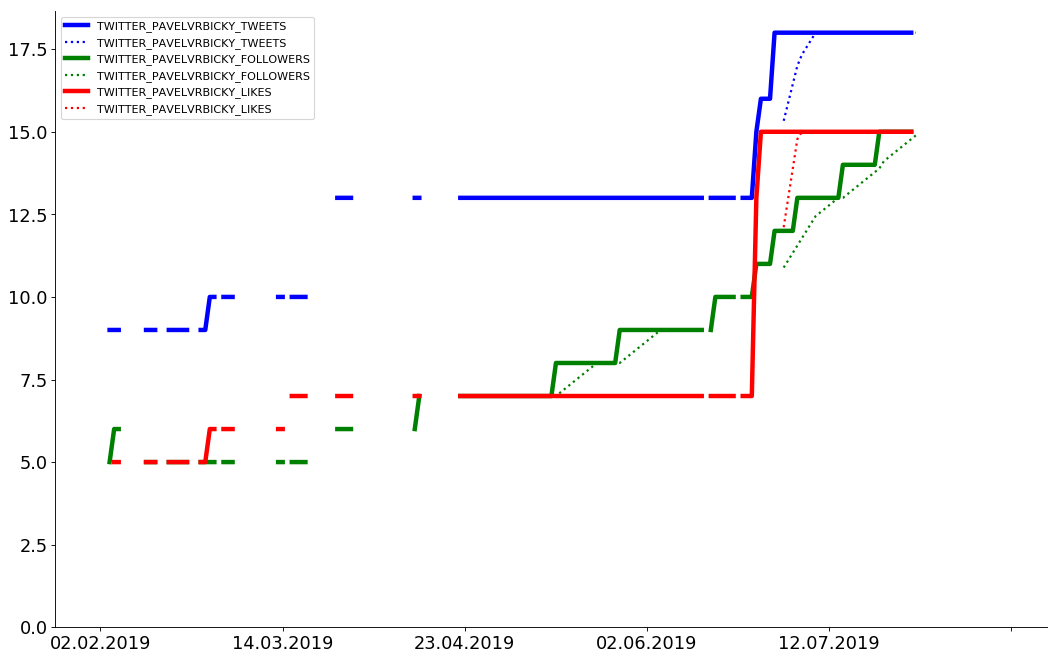 TWITTER_PAVELVRBICKY_TWEETS
TWITTER_PAVELVRBICKY_TWEETS
TWITTER_PAVELVRBICKY_FOLLOWERS
TWITTER_PAVELVRBICKY_FOLLOWERS
TWITTER_PAVELVRBICKY_LIKES
TWITTER_PAVELVRBICKY_LIKES
17.5
15.0
12.5
10.0
7.5
5.0
2.5
0.0
02.02.2019 14.03.2019 23.04.2019 02.06.2019 12.07.2019